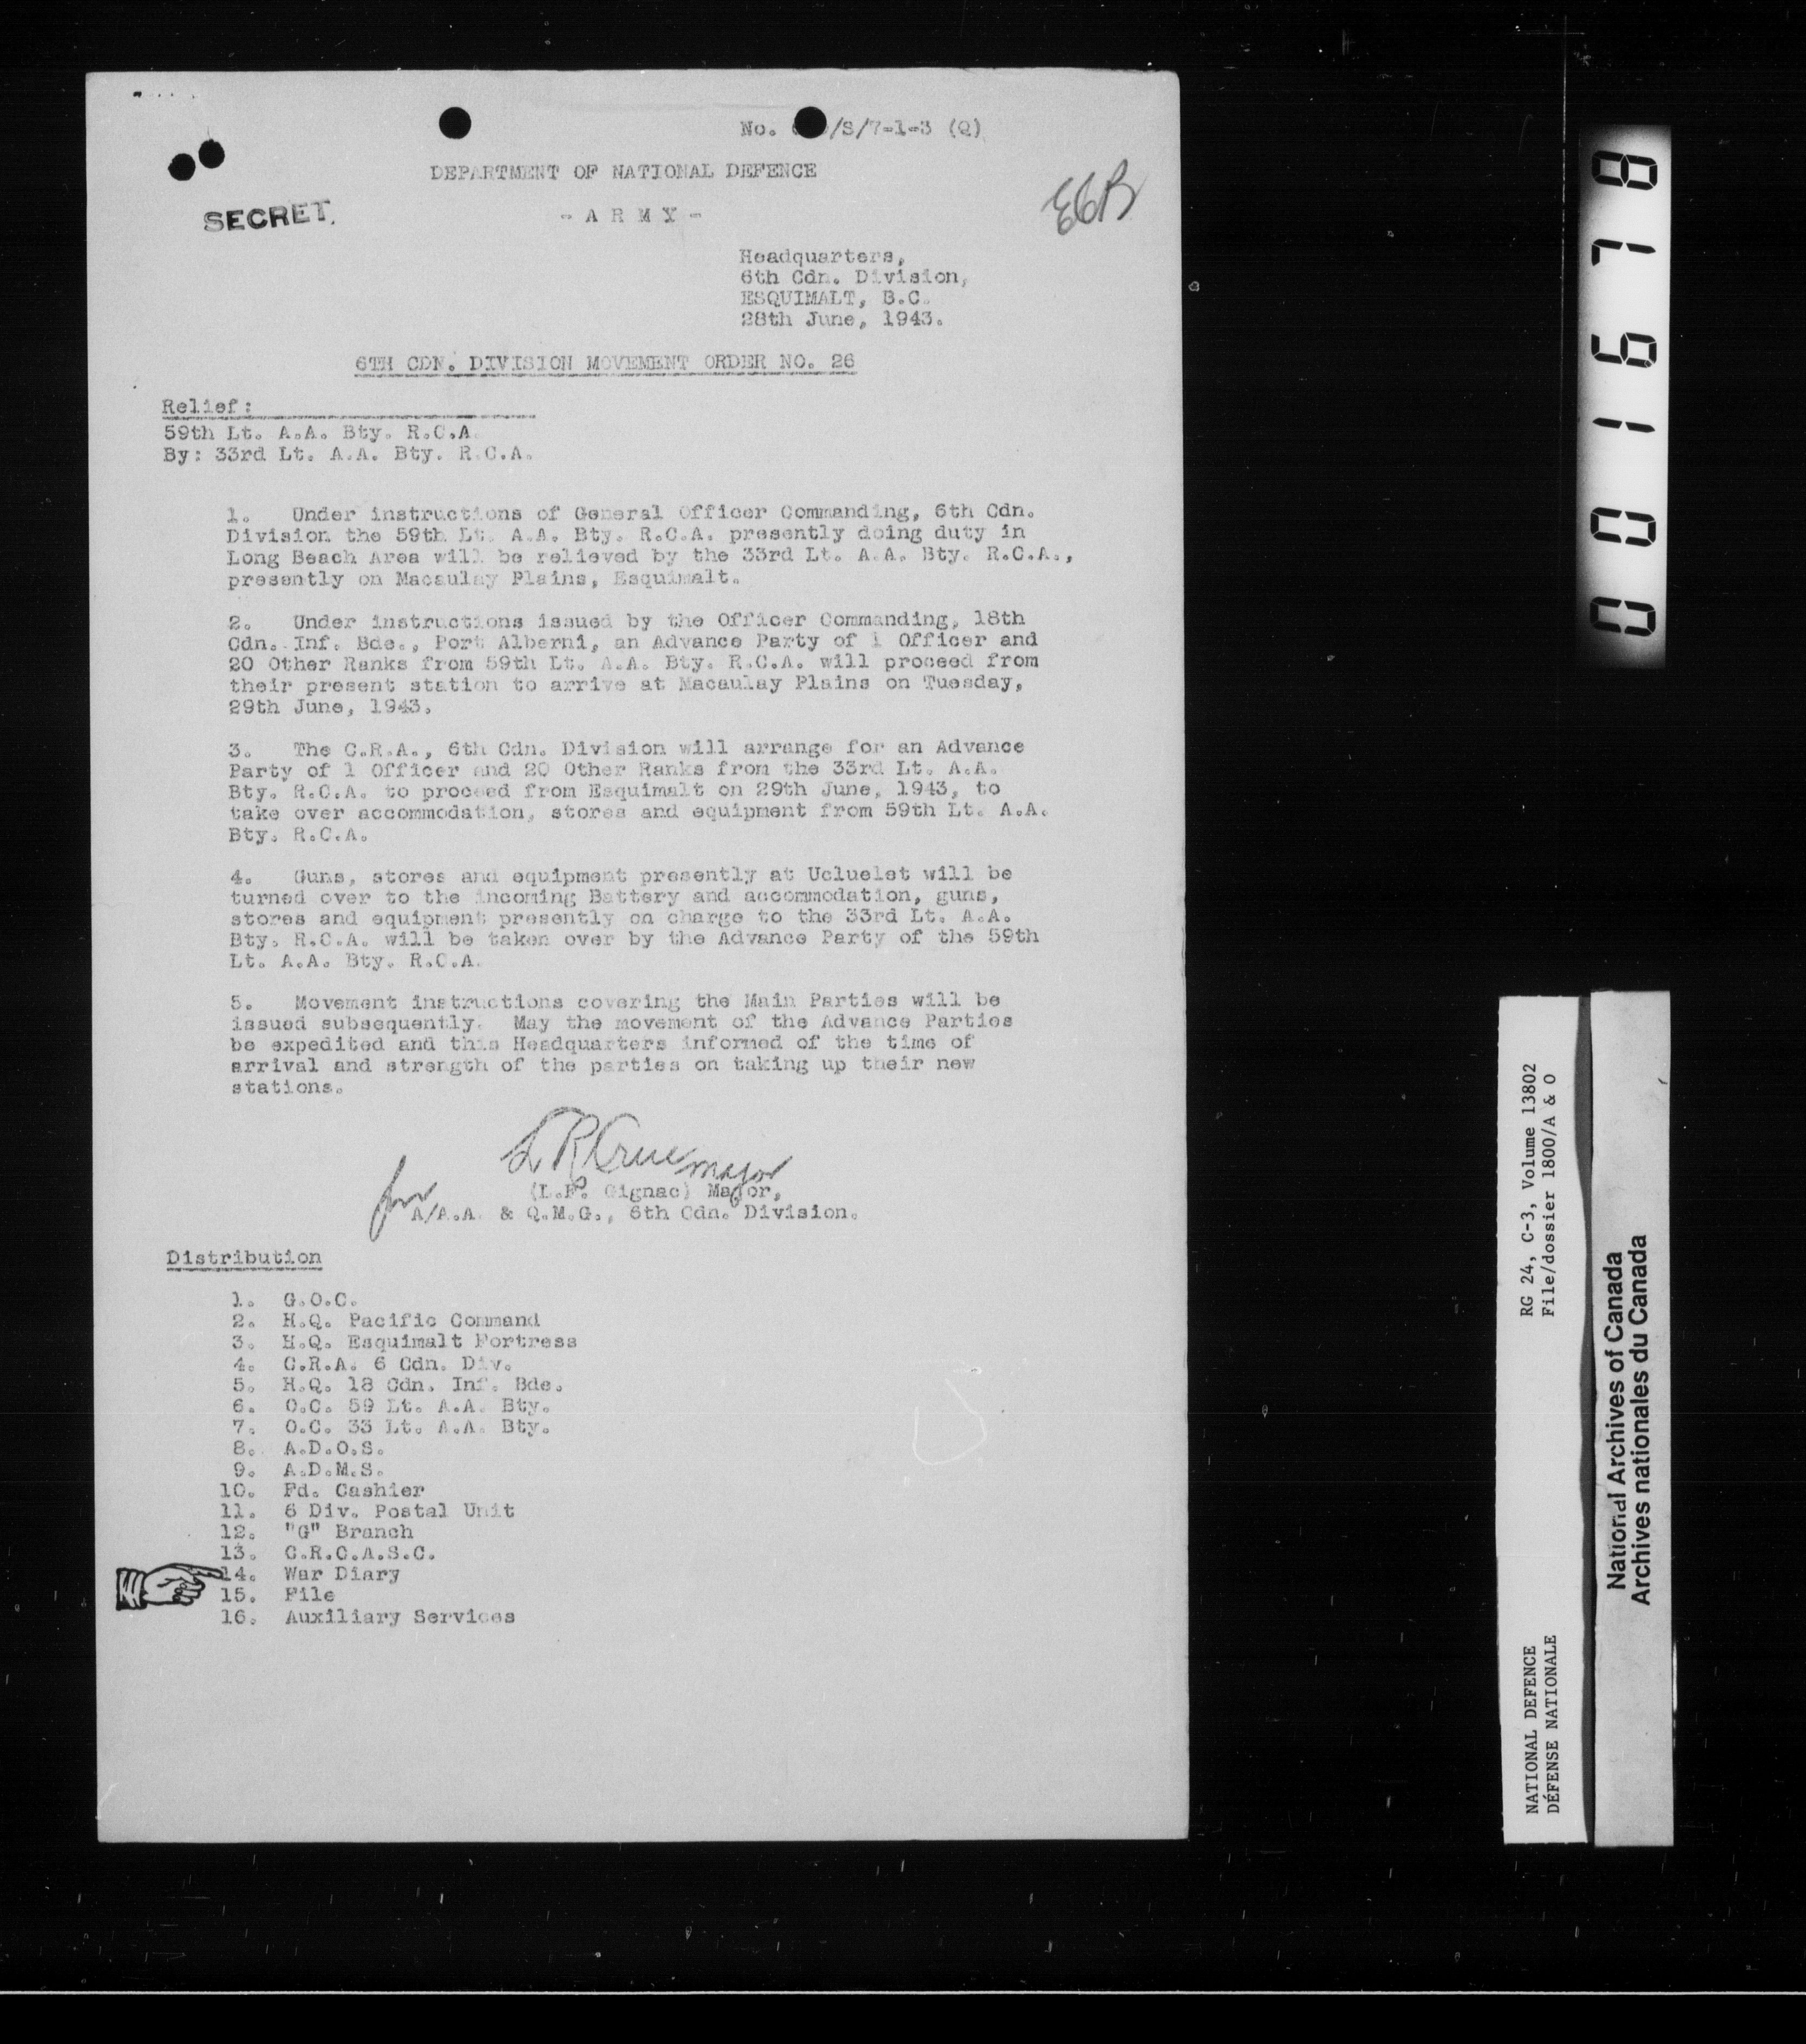 No. /S/7-1-3 (Q)
DEPARTMENT OF NATIONAL DEFENCE
SECRET
- A R M Y -
Headquarters,
6th Cdn. Division,
ESQUIMALT, B.C.
28th June, 1943.
6TH CDN. DIVISION MOVEMENT ORDER NO. 26
Relief:
59th Lt. A.A. Bty. R.C.A.
By: 33rd Lt. A.A. Bty. R.C.A.
1. Under instructions of General Officer Commanding, 6th Cdn.
Division the 59th Lt. A.A. Bty. R.C.A. presently doing duty in
Long Beach Area will be relieved by the 33rd Lt. A.A. Bty. R.C.A.,
presently on Macaulay Plains, Esquimalt.
2. Under instructions issued by the Officer Commanding, 18th
Cdn. Inf. Bde., Port Alberni, an Advance Party of 1 Officer and
20 Other Ranks from 59th Lt. A.A. Bty. R.C.A. will proceed from
their present station to arrive at Macaulay Plains on Tuesday,
29th June, 1943.
3. The C.R.A., 6th Cdn. Division will arrange for an Advance
Party of 1 Officer and 20 Other Ranks from the 33rd Lt. A.A.
Bty. R.C.A. to proceed from Esquimalt on 29th June, 1943, to
take over accommodation, stores and equipment from 59th Lt. A.A.
Bty. R.C.A.
4. Guns, stores and equipment presently at Ucluelet will be
turned over to the incoming Battery and accommodation, guns,
stores and equipment presently on charge to the 33rd Lt. A.A.
Bty. R.C.A. will be taken over by the Advance Party of the 59th
Lt. A.A. Bty. R.C.A.
5. Movement instructions covering the Main Parties will be
issued subsequently. May the movement of the Advance Parties
be expedited and this Headquarters informed of the time of
arrival and strength of the parties on taking up their new
stations.
Major
(L.P. Gignac) Major,
for A/A.A. & Q.M.G., 6th Cdn. Division.
Distribution
1. G.O.C.
2. H.Q. Pacific Command
3. H.Q. Esquimalt Fortress
4. C.R.A. 6 Cdn. Div.
5. H.Q. 18 Cdn. Inf. Bde.
6. O.C. 59 Lt. A.A. Bty.
7. O.C. 33 Lt. A.A. Bty.
8. A.D.O.S.
9. A.D.M.S.
10. Fd. Cashier
11. 6 Div. Postal Unit
12. "G" Branch
13. C.R.C.A.S.C.
14. War Diary
15. File
16. Auxiliary Services
001678
RG 24, C-3, Volume 13802
File/dossier 1800/A & O
NATIONAL DEFENCE
DÉFENSE NATIONALE
National Archives of Canada
Archives nationales du Canada